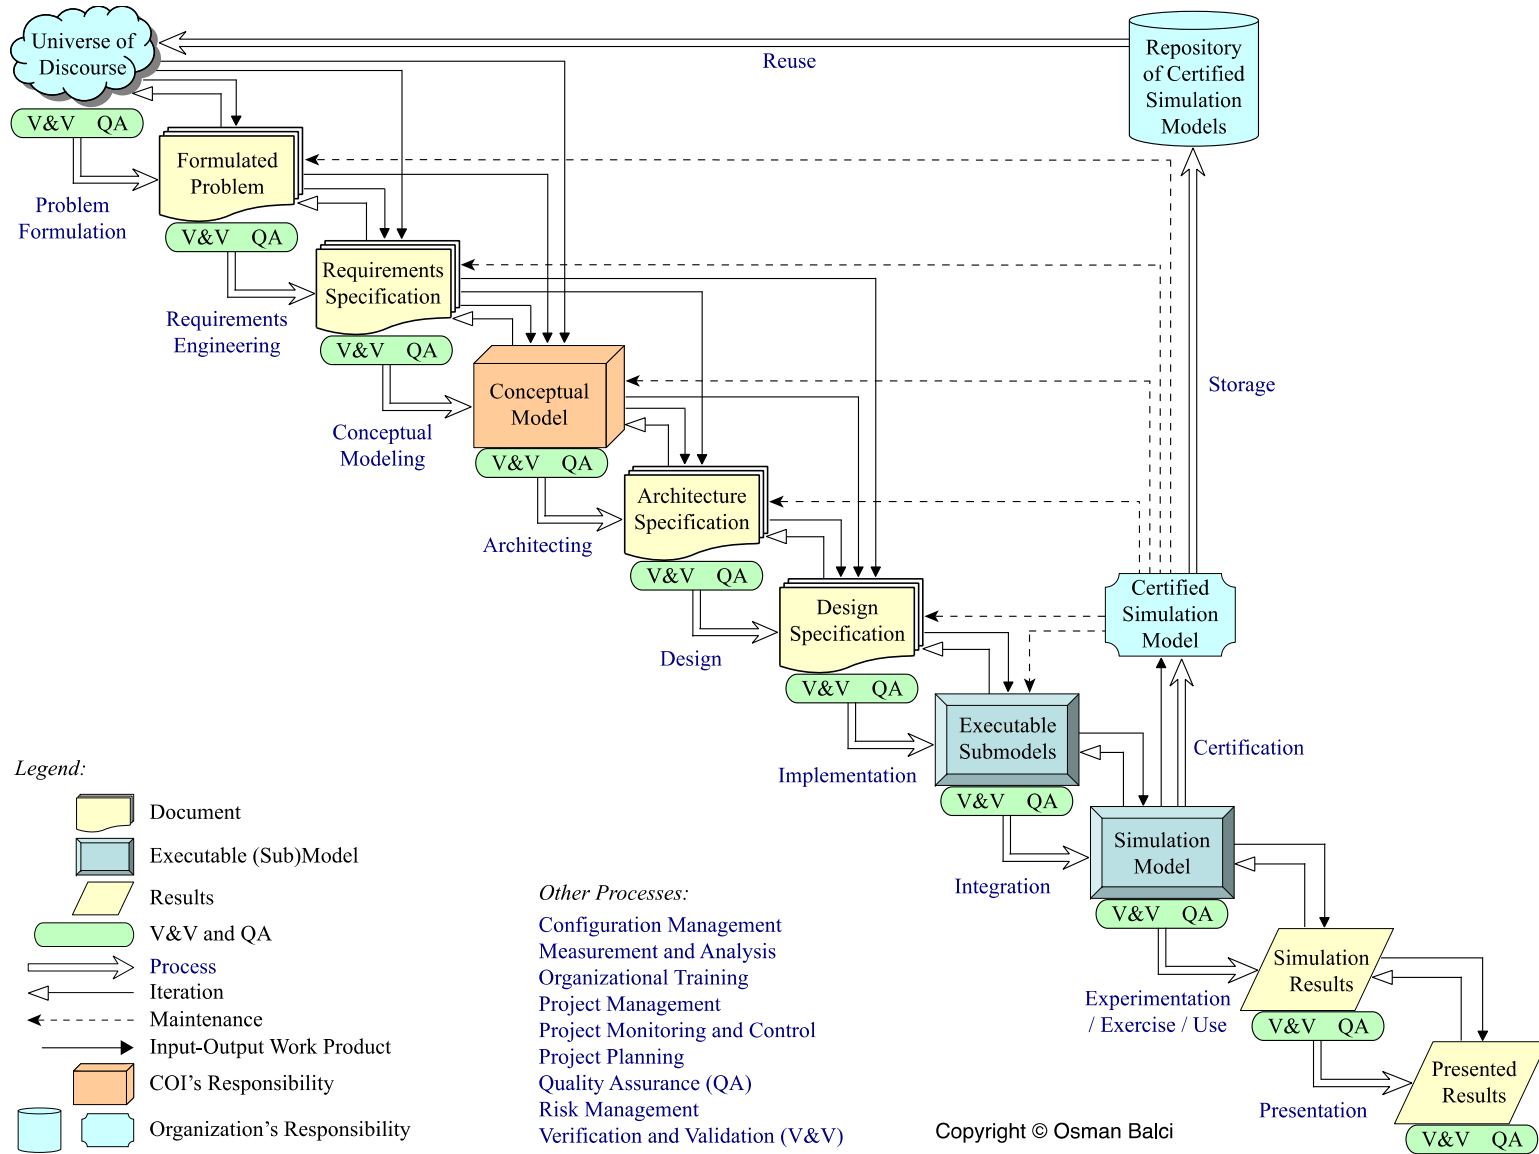 Universe of
Discourse
Repository
of Certified
Simulation
Models
Reuse
V&V QA
Formulated
Problem
Problem
Formulation
V&V QA
Requirements
Specification
Requirements
Engineering
V&V QA
Conceptual
Model
Storage
Conceptual
Modeling
V&V QA
Architecture
Specification
Architecting
V&V QA
Design
Specification
Certified
Simulation
Model
Design
V&V QA
Executable
Submodels
Certification
Implementation
V&V QA
Simulation
Model
Integration
V&V QA
Simulation
Results
Experimentation
/ Exercise / Use
V&V QA
Presented
Results
Presentation
V&V QA
Legend:
Document
Executable (Sub)Model
Results
V&V and QA
Process
Iteration
Maintenance
Input-Output Work Product
COI's Responsibility
Organization's Responsibility
Other Processes:
Configuration Management
Measurement and Analysis
Organizational Training
Project Management
Project Monitoring and Control
Project Planning
Quality Assurance (QA)
Risk Management
Verification and Validation (V&V)
Copyright © Osman Balci